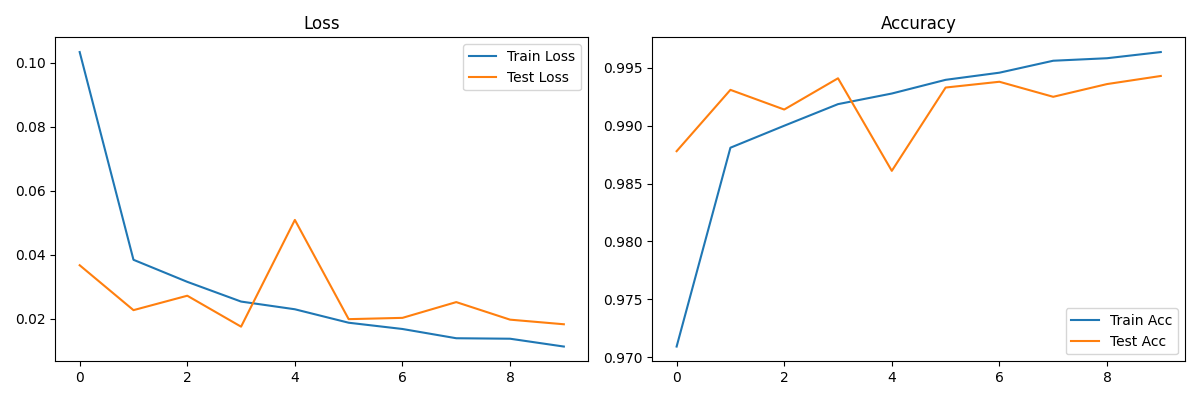 Loss
Train Loss
Test Loss
0.10
0.08
0.06
0.04
0.02
0 2 4 6 8
Accuracy
0.995
0.990
0.985
0.980
0.975
0.970
Train Acc
Test Acc
0 2 4 6 8